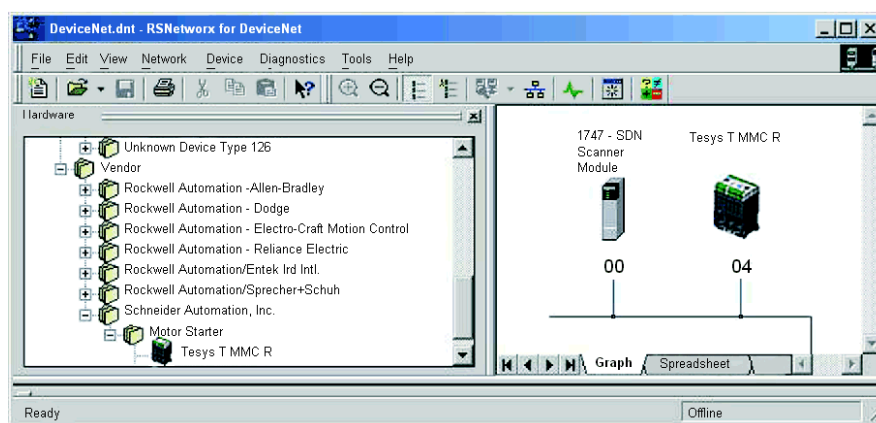 DeviceNet.dnt - RSNetworx for DeviceNet
File Edit View Network Device Diagnostics Tools Help
Hardware
Unknown Device Type 126
Vendor
Rockwell Automation -Allen-Bradley
Rockwell Automation - Dodge
Rockwell Automation - Electro-Craft Motion Control
Rockwell Automation - Reliance Electric
Rockwell Automation/Entek Ird Intl.
Rockwell Automation/Sprecher+Schuh
Schneider Automation, Inc.
Motor Starter
Tesys T MMC R
1747 - SDN
Scanner
Module
Tesys T MMC R
00
04
Graph
Spreadsheet
Ready
Offline